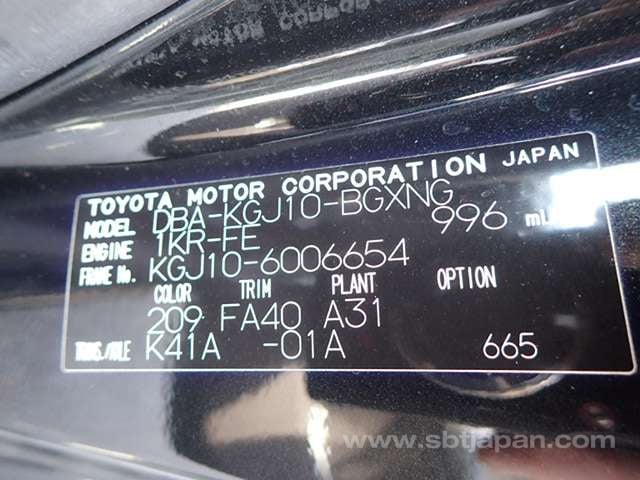 TOYOTA MOTOR CORPORATION JAPAN
MODEL DBA-KGJ10-BGXNG
ENGINE 1KR-FE 996 mL
FRAME No. KGJ10-6006654
COLOR TRIM PLANT OPTION
209 FA40 A31
TRNS./AXLE K41A -01A 665
www.sbtjapan.com